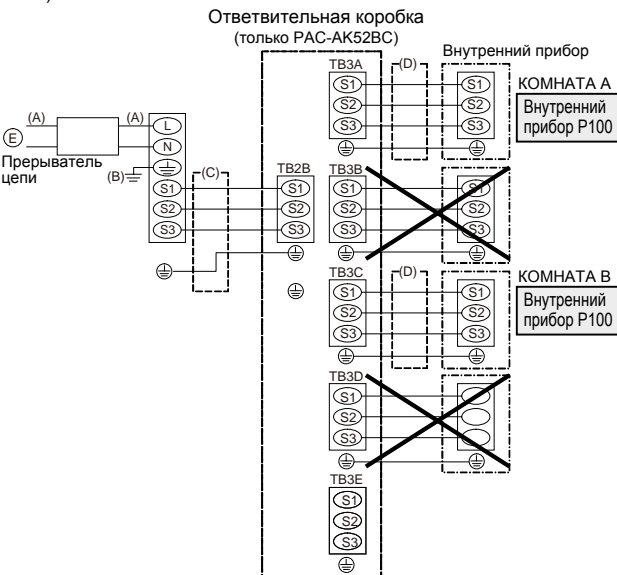 Ответвительная коробка
(только PAC-AK52BC)
Внутренний прибор
TB3A
(D)
S1
S2
S3
S1
S2
S3
КОМНАТА A
Внутренний
прибор P100
E
(A)
(A)
L
N
Прерыватель
цепи
(B)
S1
S2
S3
(C)
TB2B
S1
S2
S3
TB3B
S1
S2
S3
S1
S2
S3
TB3C
(D)
S1
S2
S3
S1
S2
S3
КОМНАТА B
Внутренний
прибор P100
TB3D
S1
S2
S3
TB3E
S1
S2
S3